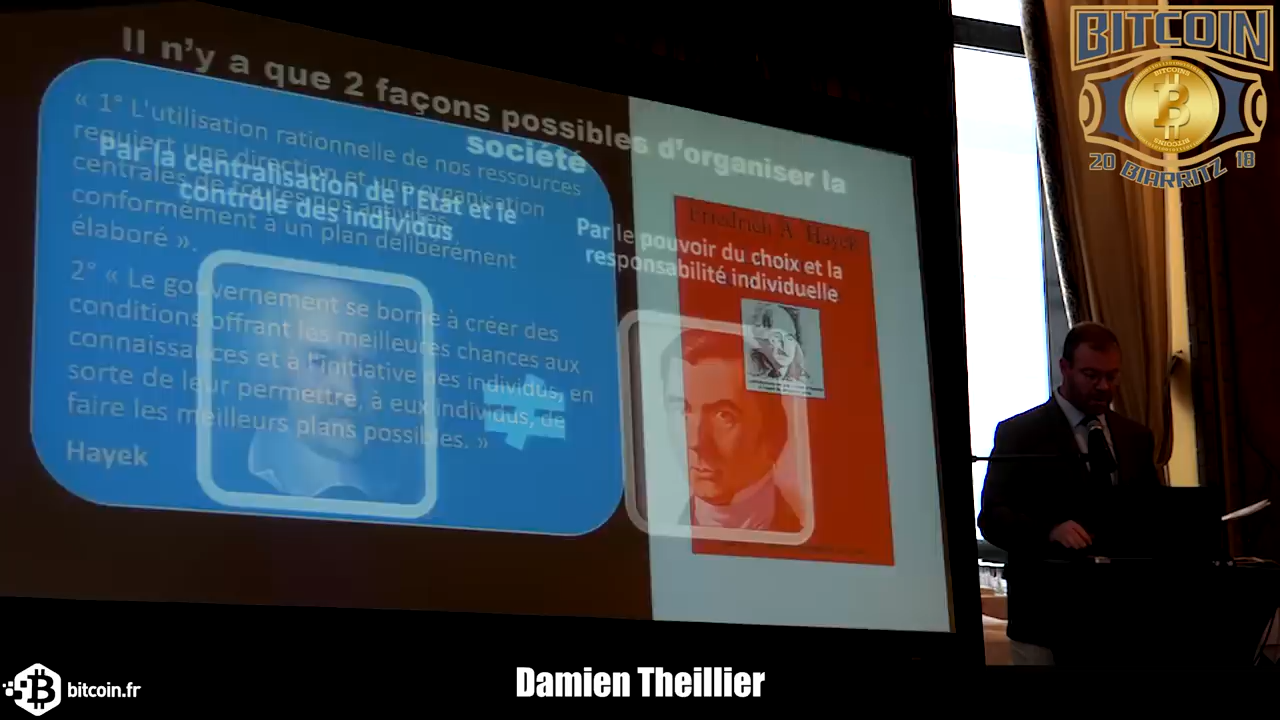 BITCOIN
BITCOINS
BITCOINS
20 BIARRITZ 18
Il n'y a que 2 façons possibles d'organiser la
société
« 1° L'utilisation rationnelle de nos ressources
requiert une direction et une organisation
centrales de toutes nos activités
conformément à un plan délibérément
élaboré ».
par la centralisation de l'Etat et le
contrôle des individus
2° « Le gouvernement se borne à créer des
conditions offrant les meilleures chances aux
connaissances et à l'initiative des individus, en
sorte de leur permettre, à eux individus, de
faire les meilleurs plans possibles. »
Hayek
Friedrich A Hayek
Par le pouvoir du choix et la
responsabilité individuelle
bitcoin.fr
Damien Theillier